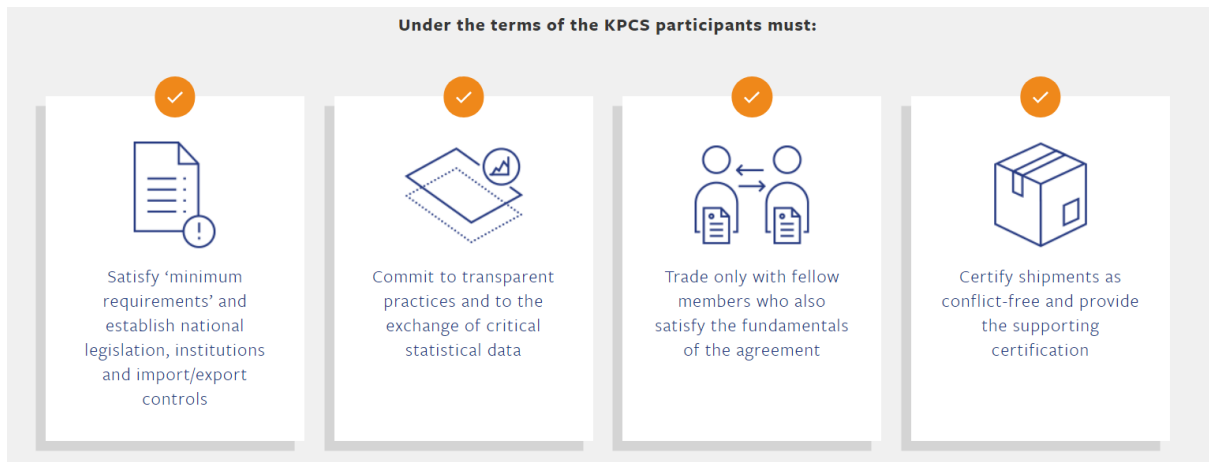 Under the terms of the KPCS participants must:
Satisfy ‘minimum
requirements’ and
establish national
legislation, institutions
and import/export
controls
Commit to transparent
practices and to the
exchange of critical
statistical data
Trade only with fellow
members who also
satisfy the fundamentals
of the agreement
Certify shipments as
conflict-free and provide
the supporting
certification